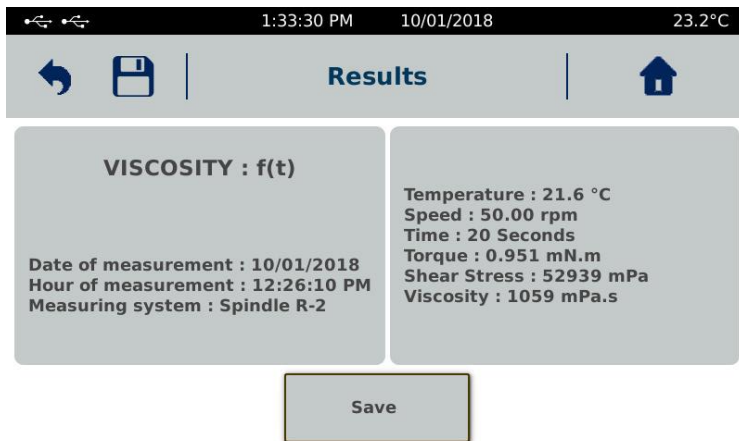 1:33:30 PM 10/01/2018 23.2°C
Results
VISCOSITY : f(t)
Date of measurement : 10/01/2018
Hour of measurement : 12:26:10 PM
Measuring system : Spindle R-2
Temperature : 21.6 °C
Speed : 50.00 rpm
Time : 20 Seconds
Torque : 0.951 mN.m
Shear Stress : 52939 mPa
Viscosity : 1059 mPa.s
Save